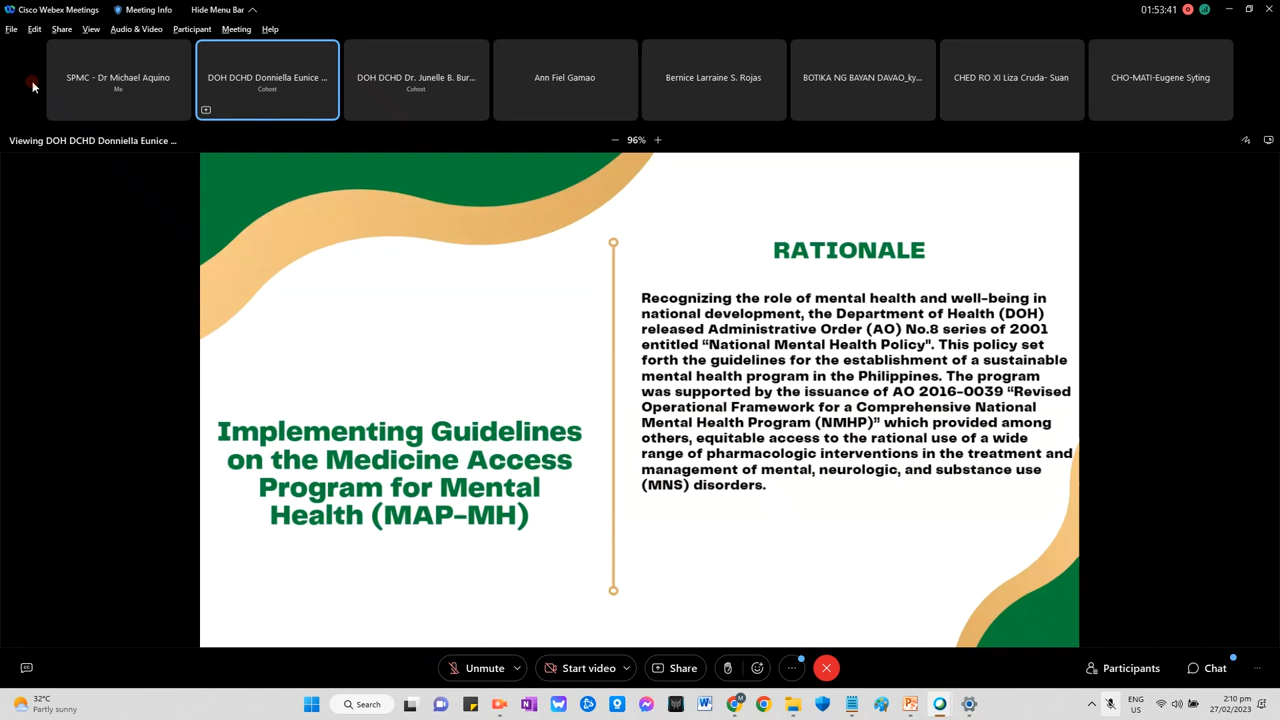 Cisco Webex Meetings
Meeting Info
Hide Menu Bar
01:53:41
File
Edit
Share
View
Audio & Video
Participant
Meeting
Help
SPMC - Dr Michael Aquino
Me
DOH DCHD Donniella Eunice ...
Cohost
DOH DCHD Dr. Junelle B. Bur...
Cohost
Ann Fiel Gamao
Bernice Larraine S. Rojas
BOTIKA NG BAYAN DAVAO_ky...
CHED RO XI Liza Cruda- Suan
CHO-MATI-Eugene Syting
Viewing DOH DCHD Donniella Eunice ...
96%
Implementing Guidelines
on the Medicine Access
Program for Mental
Health (MAP-MH)
RATIONALE
Recognizing the role of mental health and well-being in
national development, the Department of Health (DOH)
released Administrative Order (AO) No.8 series of 2001
entitled “National Mental Health Policy". This policy set
forth the guidelines for the establishment of a sustainable
mental health program in the Philippines. The program
was supported by the issuance of AO 2016-0039 “Revised
Operational Framework for a Comprehensive National
Mental Health Program (NMHP)” which provided among
others, equitable access to the rational use of a wide
range of pharmacologic interventions in the treatment and
management of mental, neurologic, and substance use
(MNS) disorders.
Unmute
Start video
Share
Participants
Chat
32°C
Partly sunny
Search
ENG
US
2:10 pm
27/02/2023